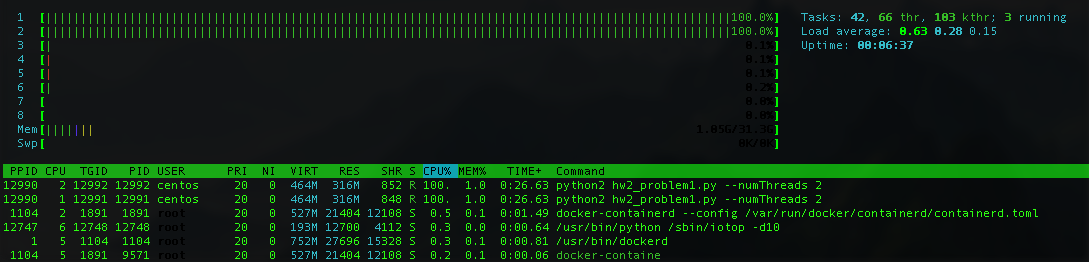 1 [||||||||||||||||||||||||||||||||||||||||||||||||||||||||||||||||||||||||||||||||||||||||||||||||100.0%] Tasks: 42, 66 thr, 103 kthr; 3 running
2 [||||||||||||||||||||||||||||||||||||||||||||||||||||||||||||||||||||||||||||||||||||||||||||||||100.0%] Load average: 0.63 0.28 0.15
3 [| 0.1%] Uptime: 00:06:37
4 [| 0.1%]
5 [| 0.1%]
6 [| 0.2%]
7 [ 0.0%]
8 [ 0.0%]
Mem[||||||| 1.05G/31.3G]
Swp[ 0K/0K]
PPID CPU TGID PID USER PRI NI VIRT RES SHR S CPU% MEM% TIME+ Command
12990 2 12992 12992 centos 20 0 464M 316M 852 R 100. 1.0 0:26.63 python2 hw2_problem1.py --numThreads 2
12990 1 12991 12991 centos 20 0 464M 316M 848 R 100. 1.0 0:26.63 python2 hw2_problem1.py --numThreads 2
1104 2 1891 1891 root 20 0 527M 21404 12108 S 0.5 0.1 0:01.49 docker-containerd --config /var/run/docker/containerd/containerd.toml
12747 6 12748 12748 root 20 0 193M 12700 4112 S 0.3 0.0 0:00.64 /usr/bin/python /sbin/iotop -d10
1 5 1104 1104 root 20 0 752M 27696 15328 S 0.3 0.1 0:00.81 /usr/bin/dockerd
1104 5 1891 9571 root 20 0 527M 21404 12108 S 0.2 0.1 0:00.06 docker-containe